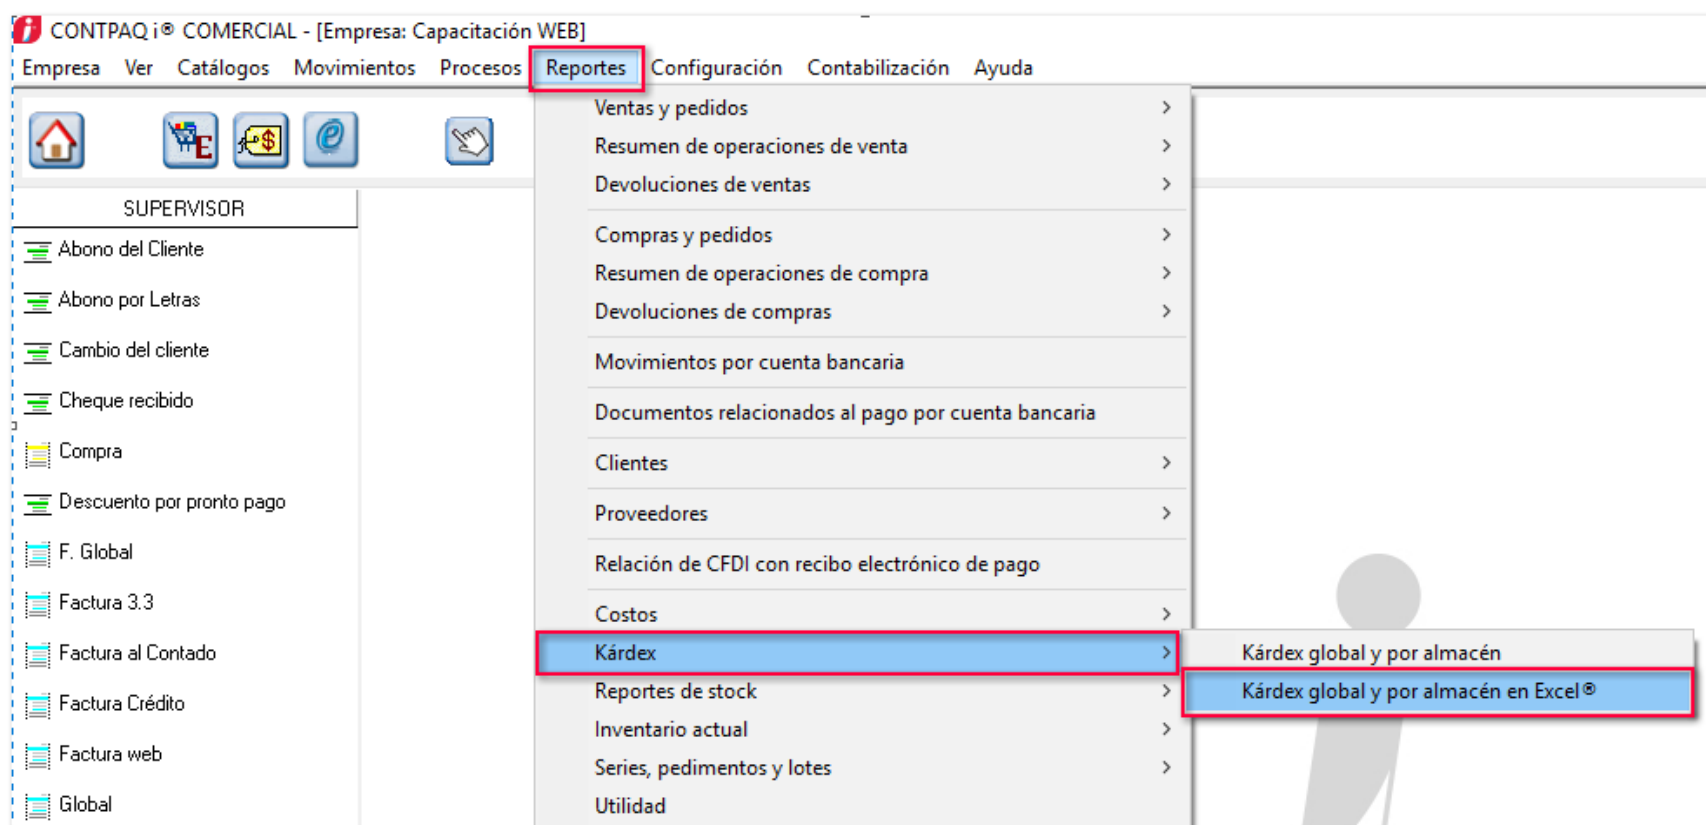 CONTPAQ i® COMERCIAL - [Empresa: Capacitación WEB]
Empresa Ver Catálogos Movimientos Procesos Reportes Configuración Contabilización Ayuda
SUPERVISOR
Abono del Cliente
Abono por Letras
Cambio del cliente
Cheque recibido
Compra
Descuento por pronto pago
F. Global
Factura 3.3
Factura al Contado
Factura Crédito
Factura web
Global
Ventas y pedidos
Resumen de operaciones de venta
Devoluciones de ventas
Compras y pedidos
Resumen de operaciones de compra
Devoluciones de compras
Movimientos por cuenta bancaria
Documentos relacionados al pago por cuenta bancaria
Clientes
Proveedores
Relación de CFDI con recibo electrónico de pago
Costos
Kárdex
Reportes de stock
Inventario actual
Series, pedimentos y lotes
Utilidad
Kárdex global y por almacén
Kárdex global y por almacén en Excel®